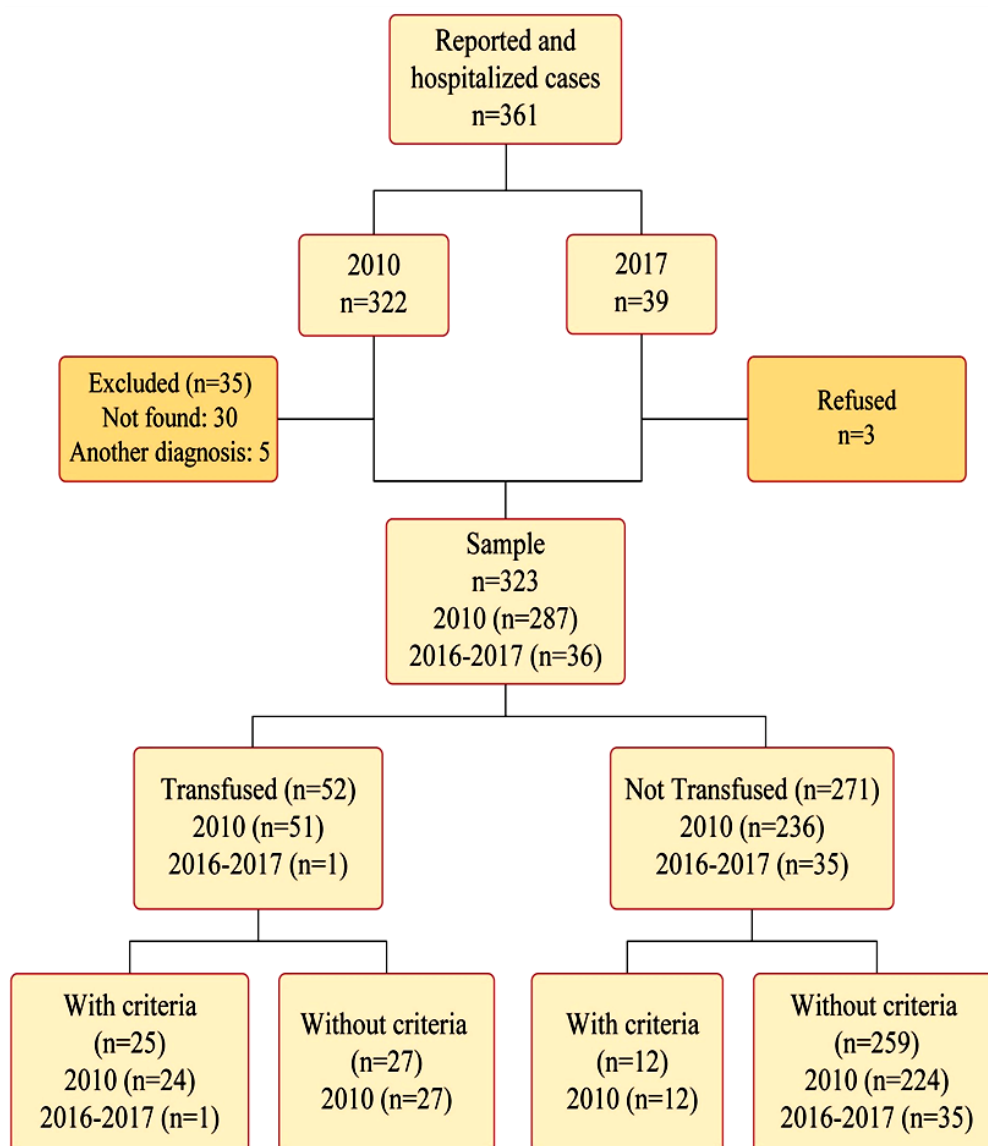 Reported and
hospitalized cases
n=361
2010
n=322
2017
n=39
Excluded (n=35)
Not found: 30
Another diagnosis: 5
Refused
n=3
Sample
n=323
2010 (n=287)
2016-2017 (n=36)
Transfused (n=52)
2010 (n=51)
2016-2017 (n=1)
Not Transfused (n=271)
2010 (n=236)
2016-2017 (n=35)
With criteria
(n=25)
2010 (n=24)
2016-2017 (n=1)
Without criteria
(n=27)
2010 (n=27)
With criteria
(n=12)
2010 (n=12)
Without criteria
(n=259)
2010 (n=224)
2016-2017 (n=35)